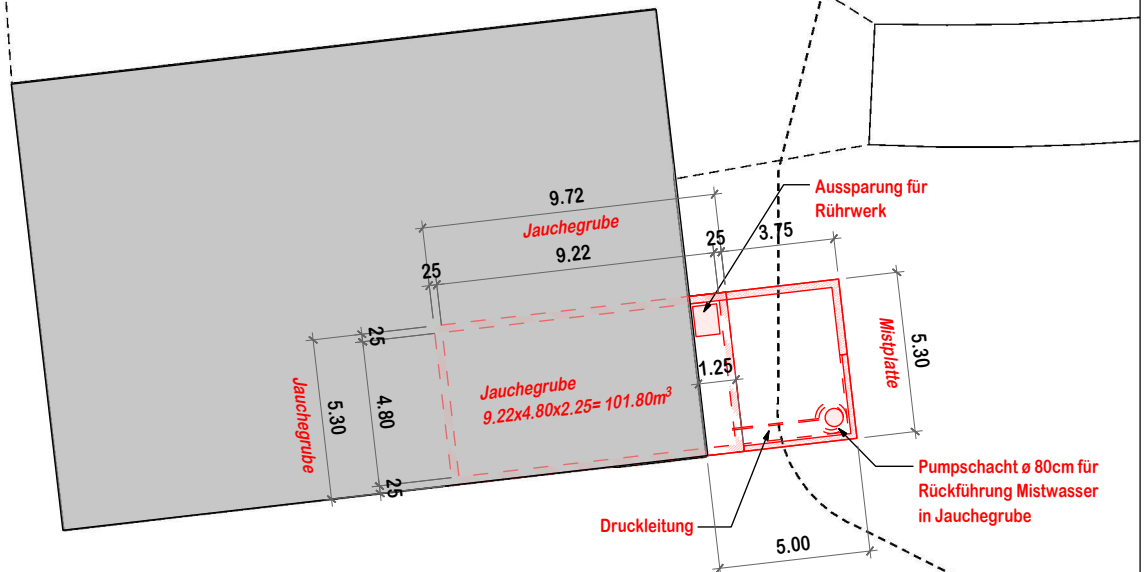 9.72
Jauchegrube
9.22
25
25
3.75
Aussparung für
Rührwerk
25
4.80
25
5.30
Jauchegrube
Jauchegrube
9.22x4.80x2.25= 101.80m³
1.25
Mistplatte
5.30
Pumpschacht ø 80cm für
Rückführung Mistwasser
in Jauchegrube
Druckleitung
5.00